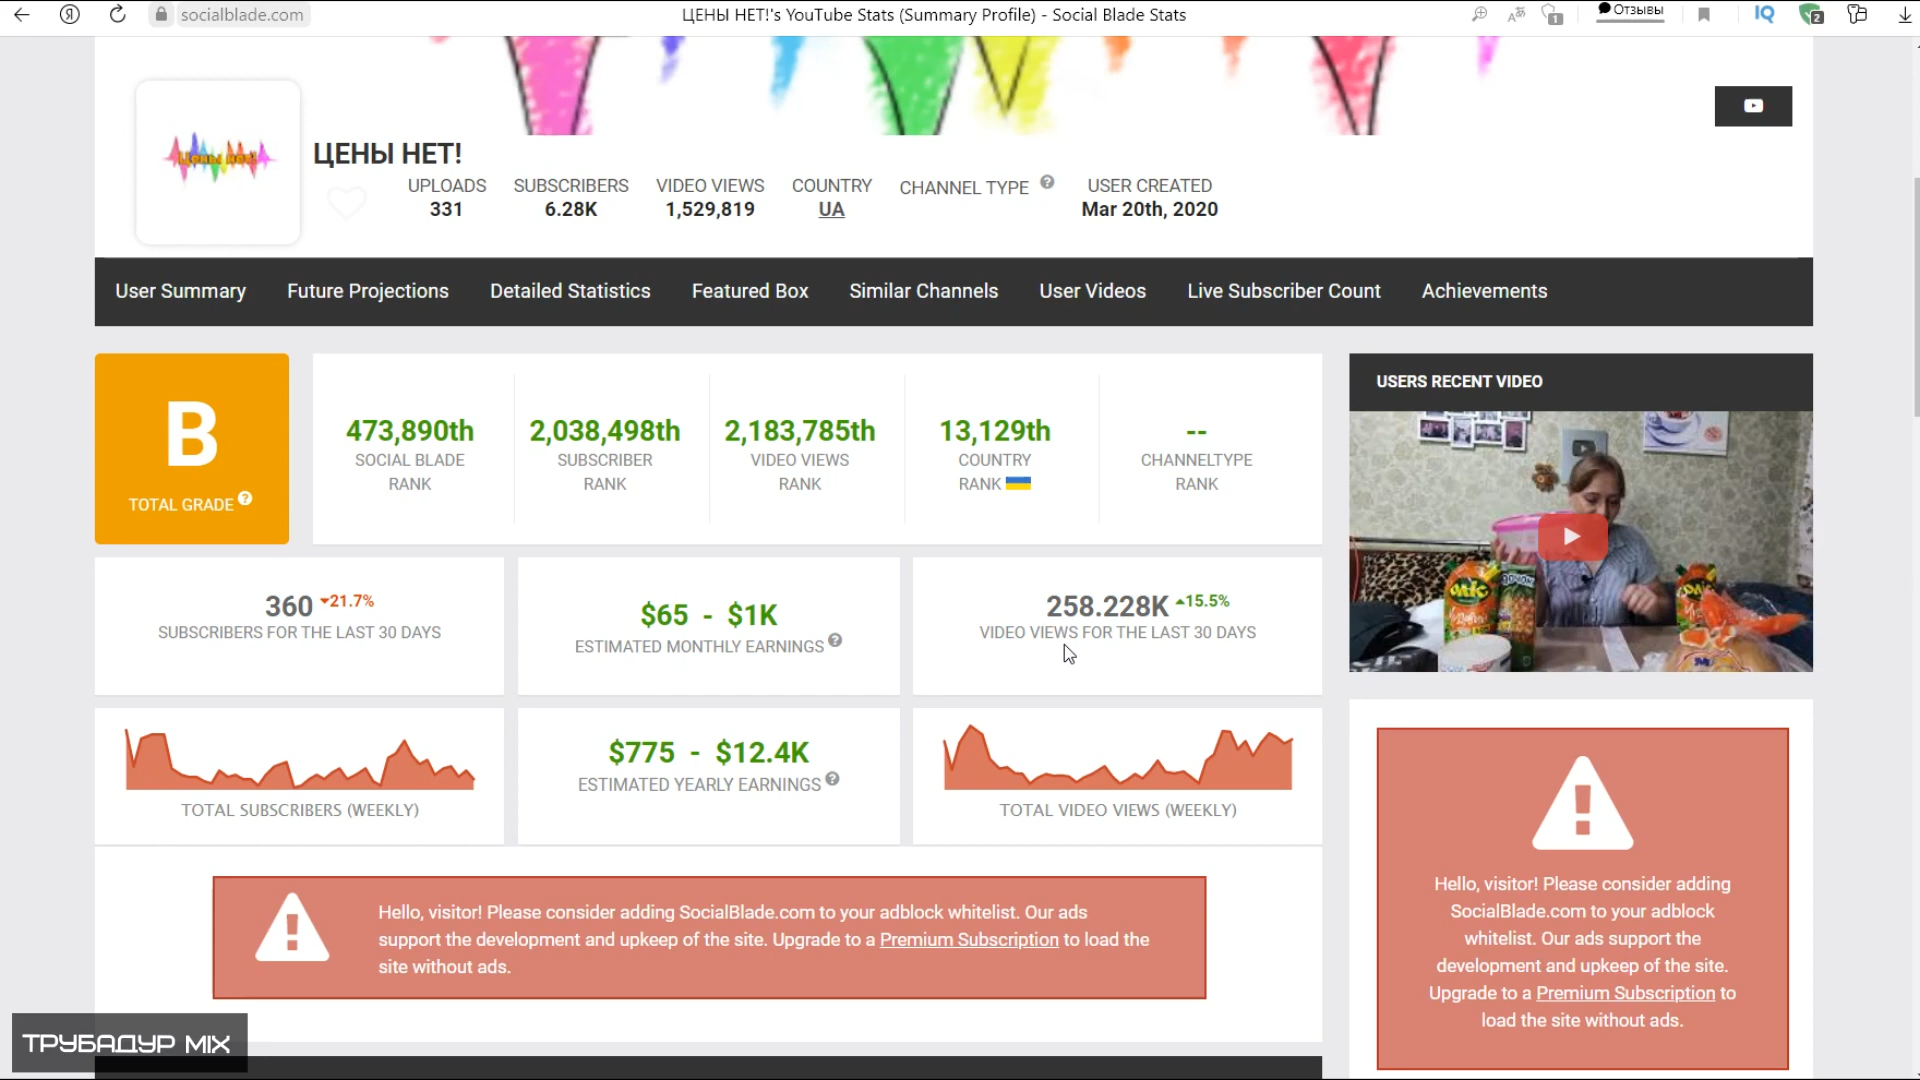 socialblade.com
ЦЕНЫ НЕТ!'s YouTube Stats (Summary Profile) - Social Blade Stats
1
Отзывы
IQ
2
Цены нет!
ЦЕНЫ НЕТ!
UPLOADS
331
SUBSCRIBERS
6.28K
VIDEO VIEWS
1,529,819
COUNTRY
UA
CHANNEL TYPE
USER CREATED
Mar 20th, 2020
User Summary
Future Projections
Detailed Statistics
Featured Box
Similar Channels
User Videos
Live Subscriber Count
Achievements
B
TOTAL GRADE
473,890th
SOCIAL BLADE
RANK
2,038,498th
SUBSCRIBER
RANK
2,183,785th
VIDEO VIEWS
RANK
13,129th
COUNTRY
RANK
--
CHANNELTYPE
RANK
USERS RECENT VIDEO
360 21.7%
SUBSCRIBERS FOR THE LAST 30 DAYS
$65 - $1K
ESTIMATED MONTHLY EARNINGS
258.228K 15.5%
VIDEO VIEWS FOR THE LAST 30 DAYS
TOTAL SUBSCRIBERS (WEEKLY)
$775 - $12.4K
ESTIMATED YEARLY EARNINGS
TOTAL VIDEO VIEWS (WEEKLY)
Hello, visitor! Please consider adding SocialBlade.com to your adblock whitelist. Our ads
support the development and upkeep of the site. Upgrade to a Premium Subscription to load the
site without ads.
Hello, visitor! Please consider adding
SocialBlade.com to your adblock
whitelist. Our ads support the
development and upkeep of the site.
Upgrade to a Premium Subscription to
load the site without ads.
ТРУБАДУР MIX